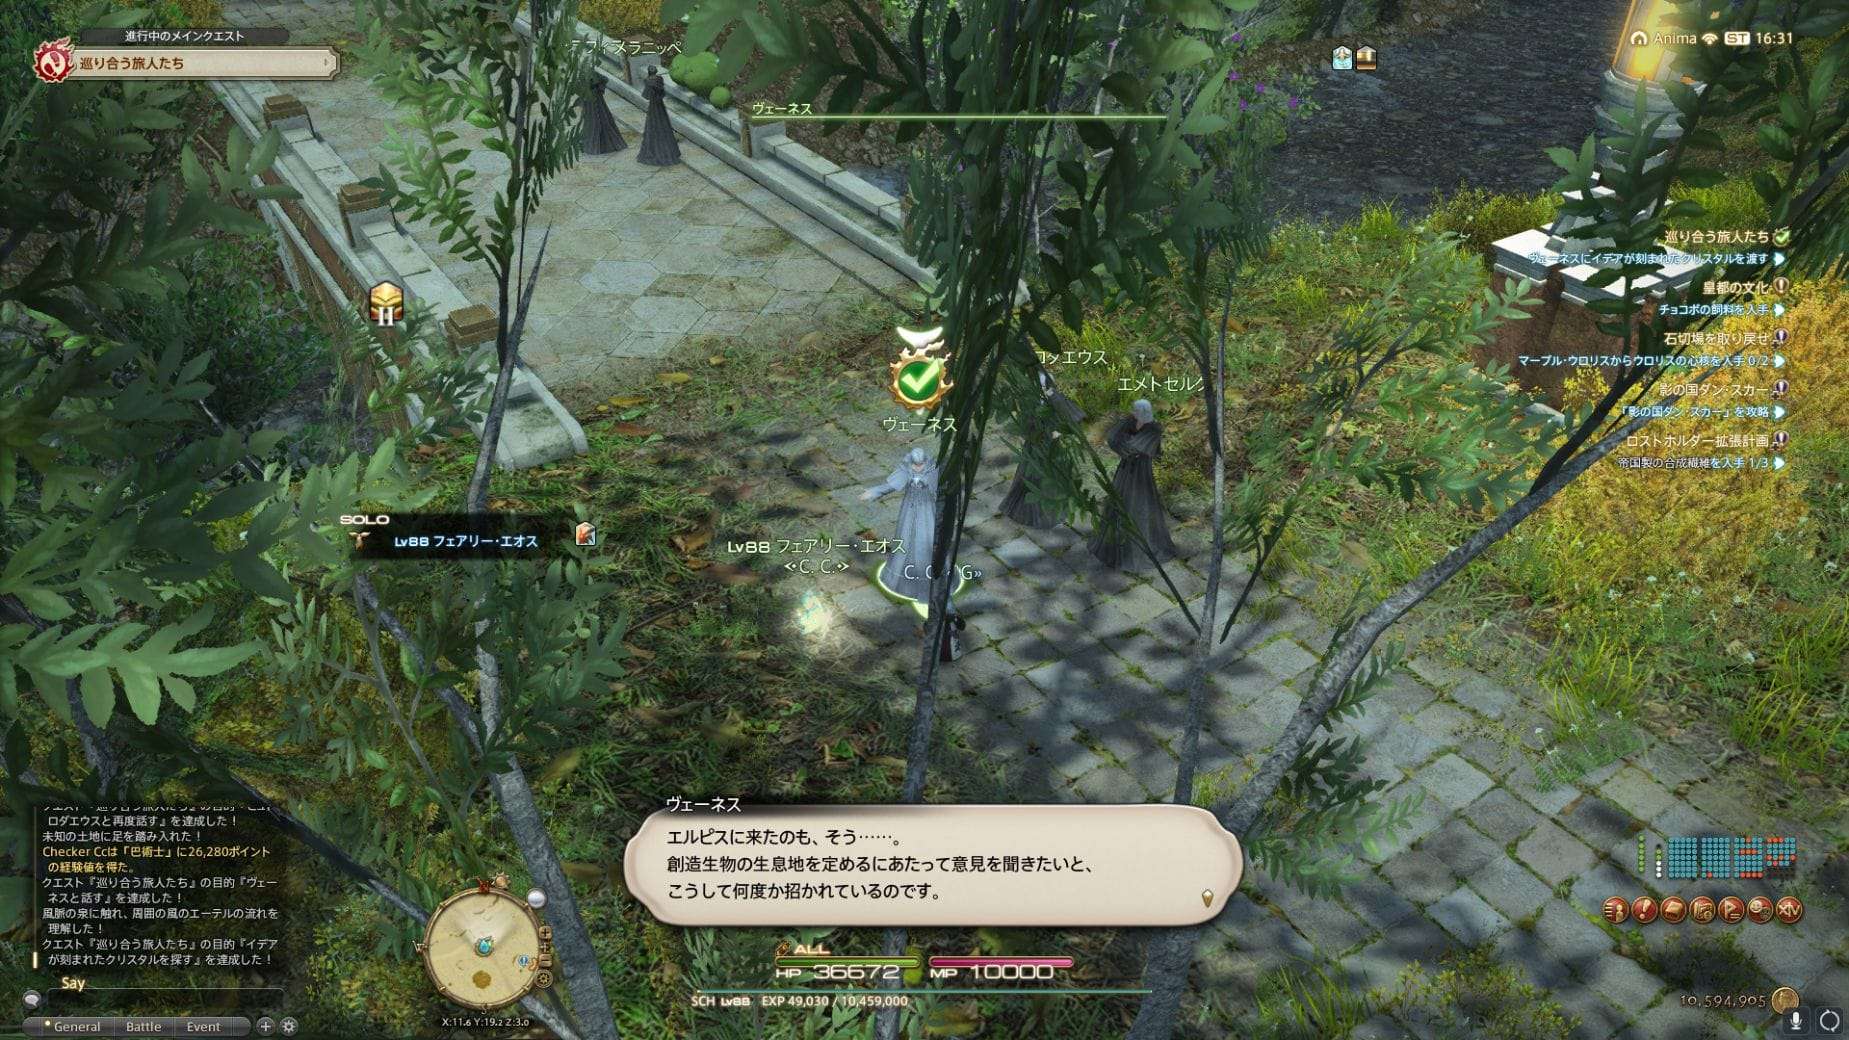 進行中のメインクエスト
巡り合う旅人たち
Anima ST 16:31
メラニッペ
ヴェーネス
巡り合う旅人たち
ヴェーネスにイデアが刻まれたクリスタルを渡す
皇都の文化
チョコボの飼料を入手
石切場を取り戻せ
マーブル・ウロリスからウロリスの心核を入手 0/2
影の国ダン・スカー
「影の国ダン・スカー」を攻略
ロストホルダー拡張計画
帝国製の合成繊維を入手 1/3
II
エメトセルク
ヴェーネス
SOLO
Lv88 フェアリー・エオス
Lv88 フェアリー・エオス
C. C.
ヴェーネス
エルピスに来たのも、そう……。
創造生物の生息地を定めるにあたって意見を聞きたいと、
こうして何度か招かれているのです。
ロダエウスと再度話す』を達成した！
未知の土地に足を踏み入れた！
Checker Ccは「巴術士」に26,280ポイント
の経験値を得た。
クエスト『巡り合う旅人たち』の目的『ヴェー
ネスと話す』を達成した！
風脈の泉に触れ、周囲の風のエーテルの流れを
理解した！
クエスト『巡り合う旅人たち』の目的『イデア
が刻まれたクリスタルを探す』を達成した！
Say
General Battle Event
X:11.6 Y:19.2 Z:3.0
ALL
HP 36672 MP 10000
SCH Lv88 EXP 49,030 / 10,459,000
XIV
10,594,905